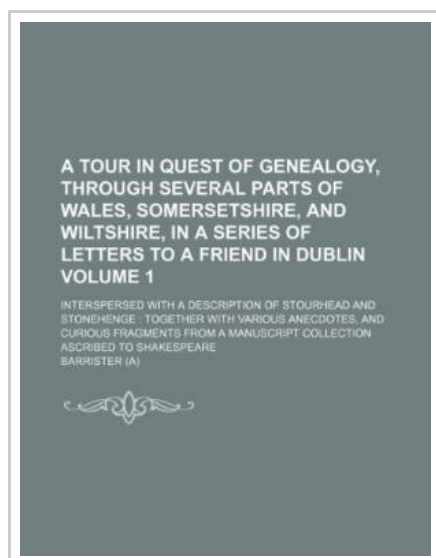 A TOUR IN QUEST OF GENEALOGY,
THROUGH SEVERAL PARTS OF
WALES, SOMERSETSHIRE, AND
WILTSHIRE, IN A SERIES OF
LETTERS TO A FRIEND IN DUBLIN
VOLUME 1
INTERSPERSED WITH A DESCRIPTION OF STOURHEAD AND
STONEHENGE : TOGETHER WITH VARIOUS ANECDOTES, AND
CURIOUS FRAGMENTS FROM A MANUSCRIPT COLLECTION
ASCRIBED TO SHAKESPEARE
BARRISTER (A)